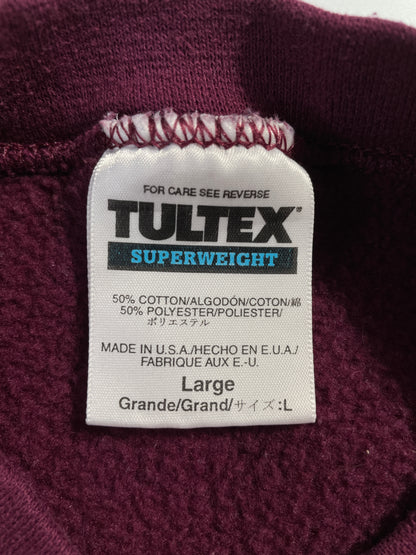 FOR CARE SEE REVERSE
TULTEX®
SUPERWEIGHT
50% COTTON/ALGODÓN/COTON/綿
50% POLYESTER/POLIESTER/
ポリエステル
MADE IN U.S.A./HECHO EN E.U.A./
FABRIQUE AUX E.-U.
Large
Grande/Grand/サイズ:L